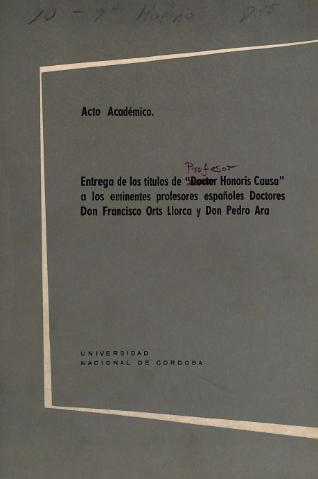 Acto Académico.
Profesor
Entrega de los títulos de "Doctor Honoris Causa"
a los eminentes profesores españoles Doctores
Don Francisco Orts Llorca y Don Pedro Ara
UNIVERSIDAD
NACIONAL DE CORDOBA